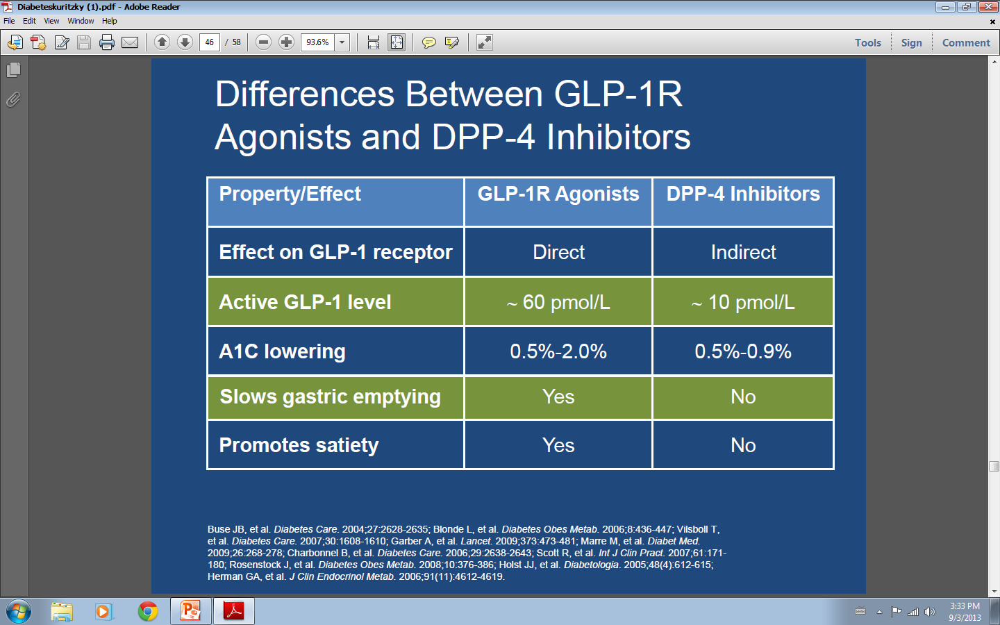 Diabeteskuritzky (1).pdf - Adobe Reader
File Edit View Window Help
46 / 58 93.6% Tools Sign Comment
Differences Between GLP-1R
Agonists and DPP-4 Inhibitors
Property/Effect GLP-1R Agonists DPP-4 Inhibitors
Effect on GLP-1 receptor Direct Indirect
Active GLP-1 level ~ 60 pmol/L ~ 10 pmol/L
A1C lowering 0.5%-2.0% 0.5%-0.9%
Slows gastric emptying Yes No
Promotes satiety Yes No
Buse JB, et al. Diabetes Care. 2004;27:2628-2635; Blonde L, et al. Diabetes Obes Metab. 2006;8:436-447; Vilsboll T,
et al. Diabetes Care. 2007;30:1608-1610; Garber A, et al. Lancet. 2009;373:473-481; Marre M, et al. Diabet Med.
2009;26:268-278; Charbonnel B, et al. Diabetes Care. 2006;29:2638-2643; Scott R, et al. Int J Clin Pract. 2007;61:171-
180; Rosenstock J, et al. Diabetes Obes Metab. 2008;10:376-386; Holst JJ, et al. Diabetologia. 2005;48(4):612-615;
Herman GA, et al. J Clin Endocrinol Metab. 2006;91(11):4612-4619.
3:33 PM
9/3/2013